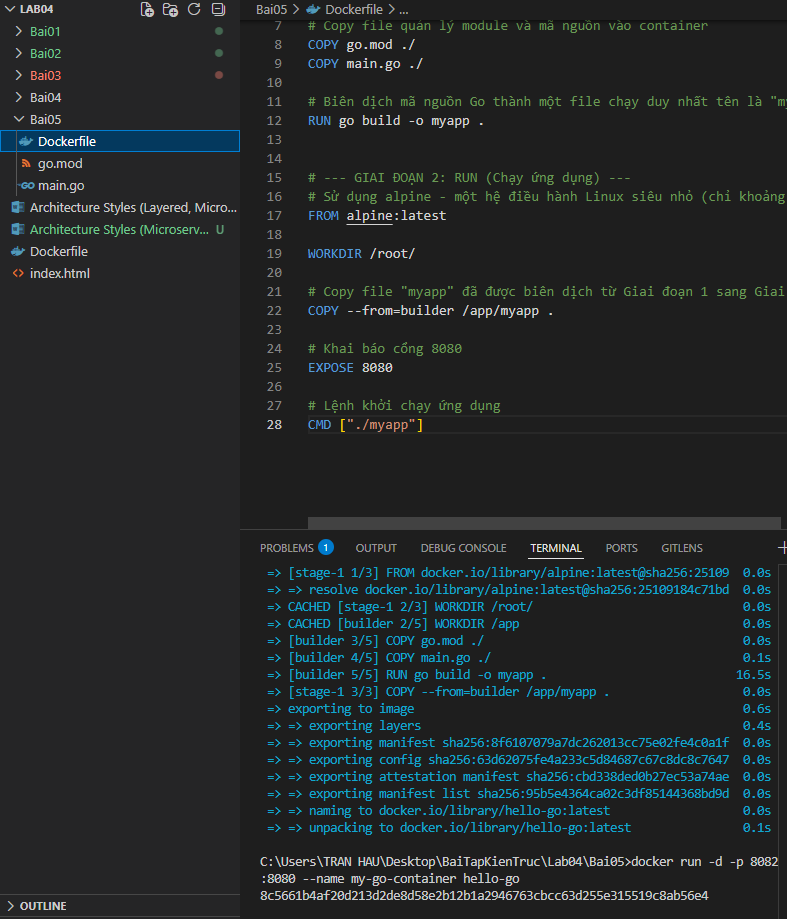 LAB04
Bai01
Bai02
Bai03
Bai04
Bai05
Dockerfile
go.mod
main.go
Architecture Styles (Layered, Micro...
Architecture Styles (Microserv... U
Dockerfile
index.html
OUTLINE
Bai05 > Dockerfile > ...
7 # Copy file quản lý module và mã nguồn vào container
8 COPY go.mod ./
9 COPY main.go ./
10
11 # Biên dịch mã nguồn Go thành một file chạy duy nhất tên là "my
12 RUN go build -o myapp .
13
14
15 # --- GIAI ĐOẠN 2: RUN (Chạy ứng dụng) ---
16 # Sử dụng alpine - một hệ điều hành Linux siêu nhỏ (chỉ khoảng
17 FROM alpine:latest
18
19 WORKDIR /root/
20
21 # Copy file "myapp" đã được biên dịch từ Giai đoạn 1 sang Giai
22 COPY --from=builder /app/myapp .
23
24 # Khai báo cổng 8080
25 EXPOSE 8080
26
27 # Lệnh khởi chạy ứng dụng
28 CMD ["./myapp"]
PROBLEMS 1 OUTPUT DEBUG CONSOLE TERMINAL PORTS GITLENS
=> [stage-1 1/3] FROM docker.io/library/alpine:latest@sha256:25109 0.0s
=> => resolve docker.io/library/alpine:latest@sha256:25109184c71bd 0.0s
=> CACHED [stage-1 2/3] WORKDIR /root/ 0.0s
=> CACHED [builder 2/5] WORKDIR /app 0.0s
=> [builder 3/5] COPY go.mod ./ 0.0s
=> [builder 4/5] COPY main.go ./ 0.1s
=> [builder 5/5] RUN go build -o myapp . 16.5s
=> [stage-1 3/3] COPY --from=builder /app/myapp . 0.0s
=> exporting to image 0.6s
=> => exporting layers 0.4s
=> => exporting manifest sha256:8f6107079a7dc262013cc75e02fe4c0a1f 0.0s
=> => exporting config sha256:63d62075fe4a233c5d84687c67c8dc8c7647 0.0s
=> => exporting attestation manifest sha256:cbd338ded0b27ec53a74ae 0.0s
=> => exporting manifest list sha256:95b5e4364ca02c3df85144368bd9d 0.0s
=> => naming to docker.io/library/hello-go:latest 0.0s
=> => unpacking to docker.io/library/hello-go:latest 0.1s
C:\Users\TRAN HAU\Desktop\BaiTapKienTruc\Lab04\Bai05>docker run -d -p 8082
:8080 --name my-go-container hello-go
8c5661b4af20d213d2de8d58e2b12b1a2946763cbcc63d255e315519c8ab56e4